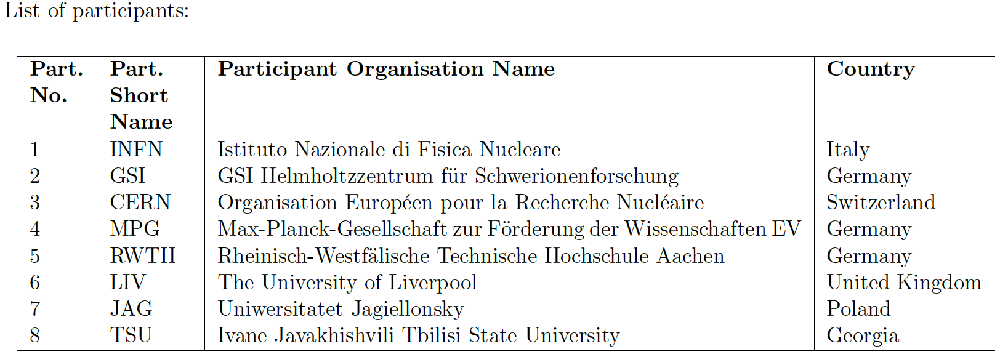 List of participants:
Part. No. Part. Short Name Participant Organisation Name Country
1 INFN Istituto Nazionale di Fisica Nucleare Italy
2 GSI GSI Helmholtzzentrum für Schwerionenforschung Germany
3 CERN Organisation Européen pour la Recherche Nucléaire Switzerland
4 MPG Max-Planck-Gesellschaft zur Förderung der Wissenschaften EV Germany
5 RWTH Rheinisch-Westfälische Technische Hochschule Aachen Germany
6 LIV The University of Liverpool United Kingdom
7 JAG Uniwersitatet Jagiellonsky Poland
8 TSU Ivane Javakhishvili Tbilisi State University Georgia